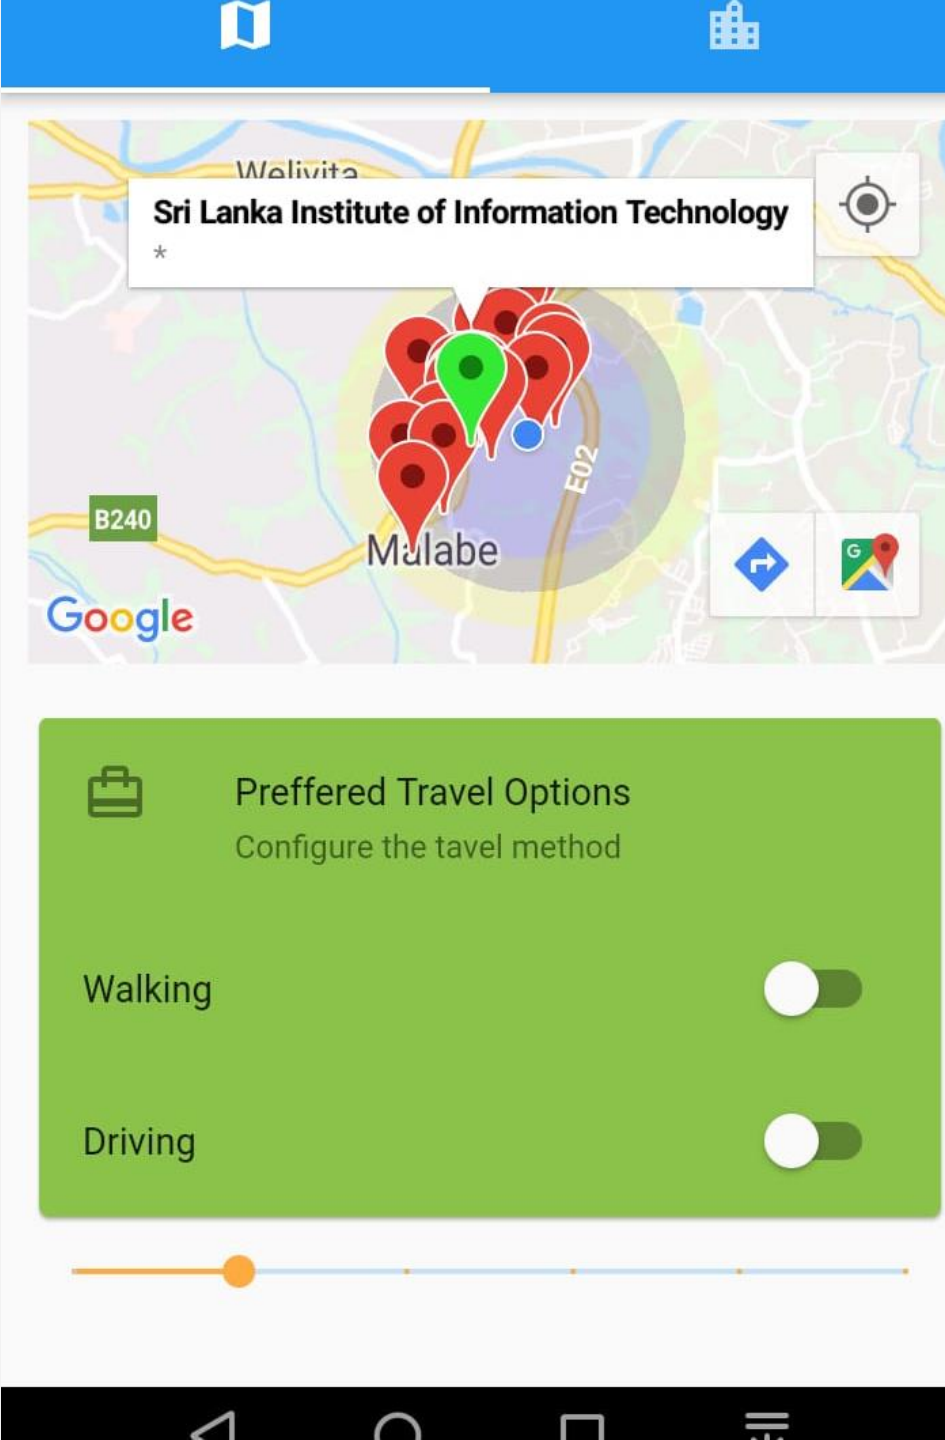 Welivita
Sri Lanka Institute of Information Technology
*
E02
B240
Malabe
Google
G
Preffered Travel Options
Configure the tavel method
Walking
Driving